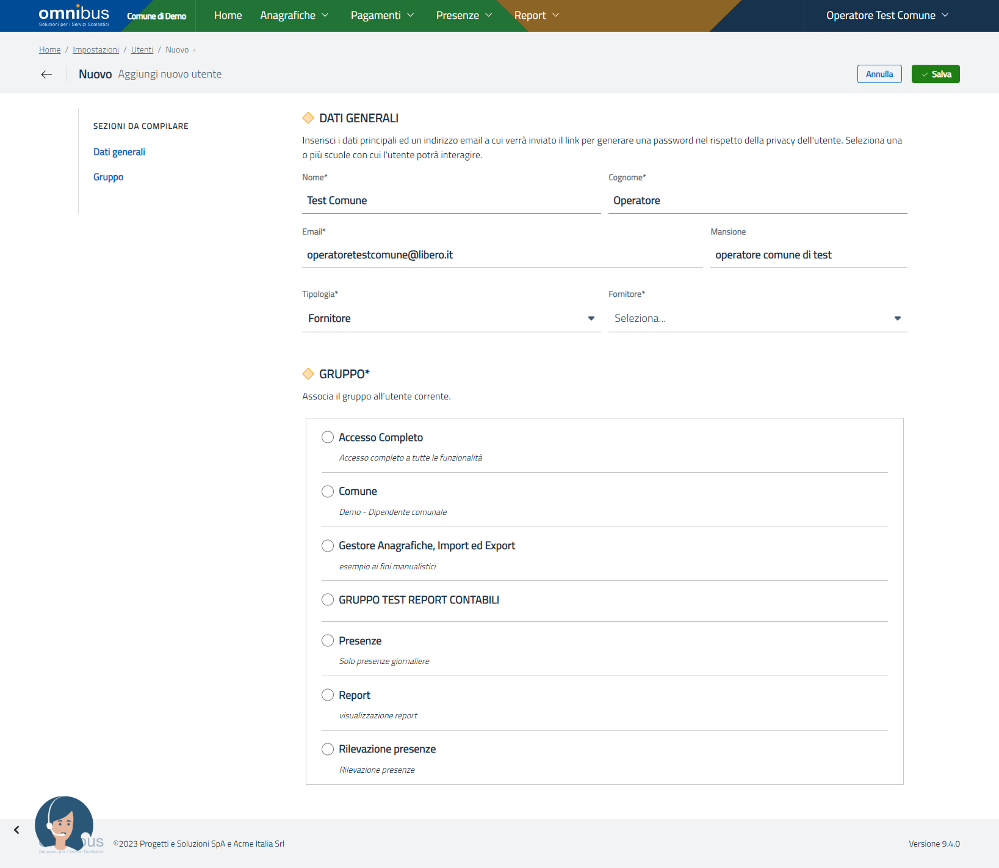 omnibus
Soluzioni per i Servizi Scolastici
Comune di Demo
Home
Anagrafiche
Pagamenti
Presenze
Report
Operatore Test Comune
Home / Impostazioni / Utenti / Nuovo ›
Nuovo Aggiungi nuovo utente
Annulla
Salva
SEZIONI DA COMPILARE
Dati generali
Gruppo
DATI GENERALI
Inserisci i dati principali ed un indirizzo email a cui verrà inviato il link per generare una password nel rispetto della privacy dell'utente. Seleziona una
o più scuole con cui l'utente potrà interagire.
Nome*
Cognome*
Test Comune
Operatore
Email*
Mansione
operatoretestcomune@libero.it
operatore comune di test
Tipologia*
Fornitore*
Fornitore
Seleziona...
GRUPPO*
Associa il gruppo all'utente corrente.
Accesso Completo
Accesso completo a tutte le funzionalità
Comune
Demo - Dipendente comunale
Gestore Anagrafiche, Import ed Export
esempio ai fini manualistici
GRUPPO TEST REPORT CONTABILI
Presenze
Solo presenze giornaliere
Report
visualizzazione report
Rilevazione presenze
Rilevazione presenze
©2023 Progetti e Soluzioni SpA e Acme Italia Srl
Versione 9.4.0